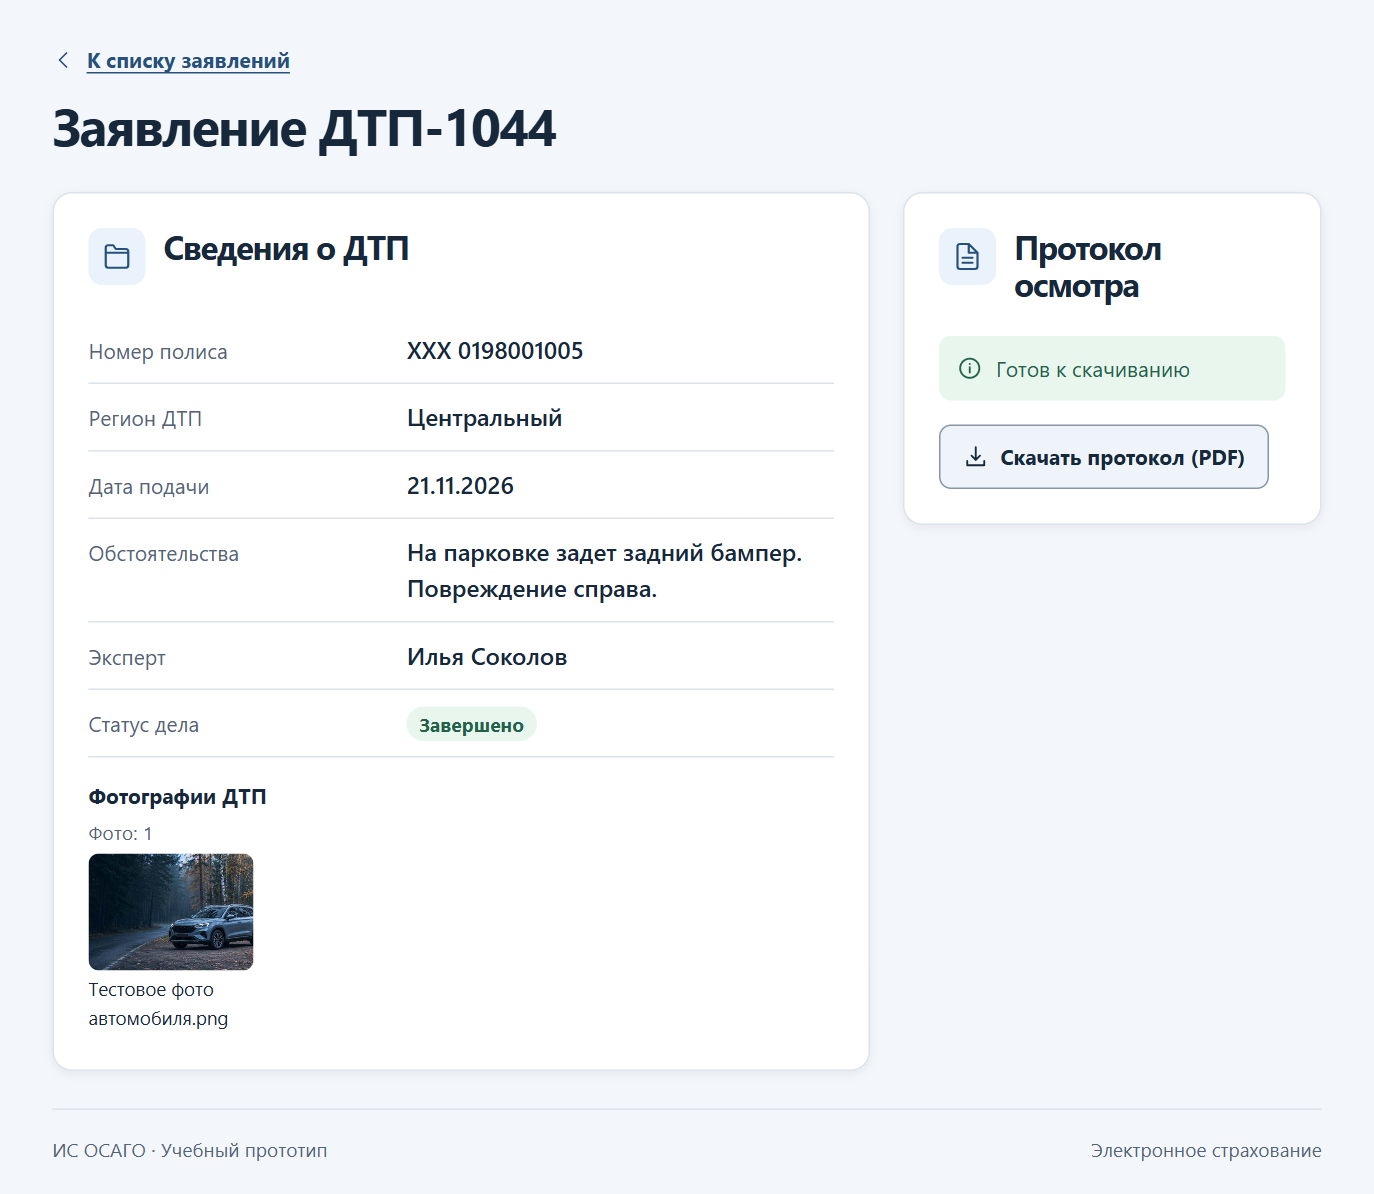 К списку заявлений
Заявление ДТП-1044
Сведения о ДТП
Номер полиса
ХХХ 0198001005
Регион ДТП
Центральный
Дата подачи
21.11.2026
Обстоятельства
На парковке задет задний бампер.
Повреждение справа.
Эксперт
Илья Соколов
Статус дела
Завершено
Фотографии ДТП
Фото: 1
Тестовое фото
автомобиля.png
Протокол
осмотра
Готов к скачиванию
Скачать протокол (PDF)
ИС ОСАГО · Учебный прототип
Электронное страхование